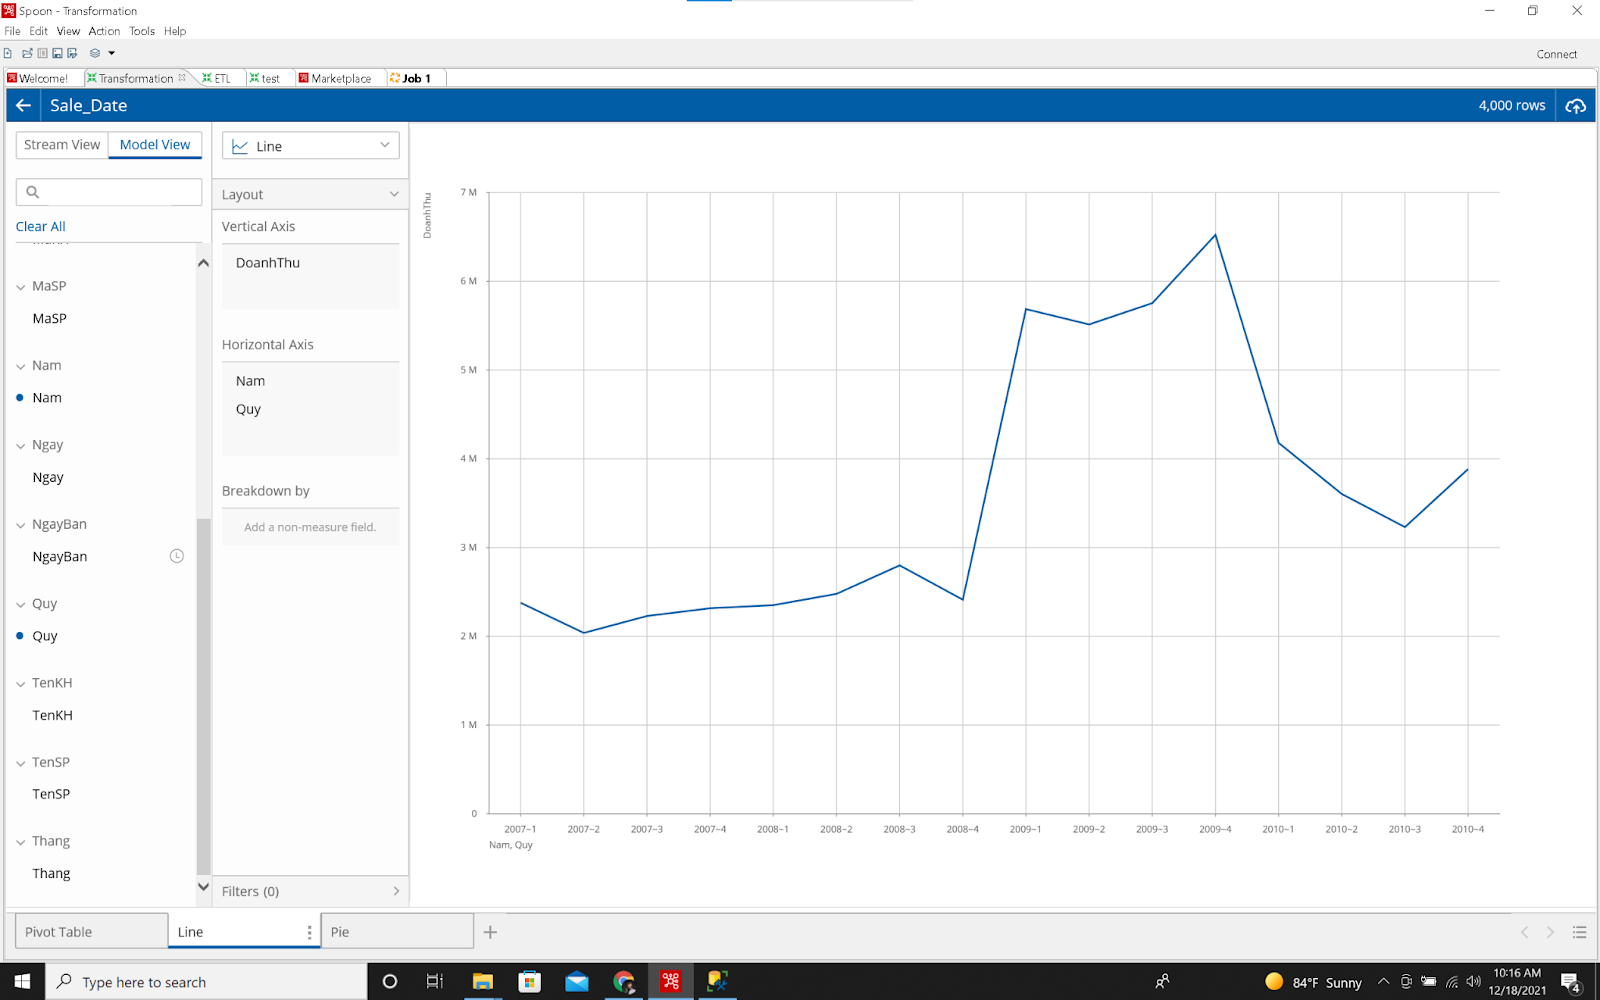 Spoon - Transformation
File Edit View Action Tools Help
Connect
Welcome! Transformation ETL test Marketplace Job 1
Sale_Date 4,000 rows
Stream View Model View
Line
Clear All
MaSP
MaSP
Nam
Nam
Ngay
Ngay
NgayBan
NgayBan
Quy
Quy
TenKH
TenKH
TenSP
TenSP
Thang
Thang
Layout
Vertical Axis
DoanhThu
Horizontal Axis
Nam
Quy
Breakdown by
Add a non-measure field.
Filters (0)
DoanhThu
7 M
6 M
5 M
4 M
3 M
2 M
1 M
0
2007~1 2007~2 2007~3 2007~4 2008~1 2008~2 2008~3 2008~4 2009~1 2009~2 2009~3 2009~4 2010~1 2010~2 2010~3 2010~4
Nam, Quy
Pivot Table Line Pie
Type here to search
84°F Sunny
10:16 AM
12/18/2021
4